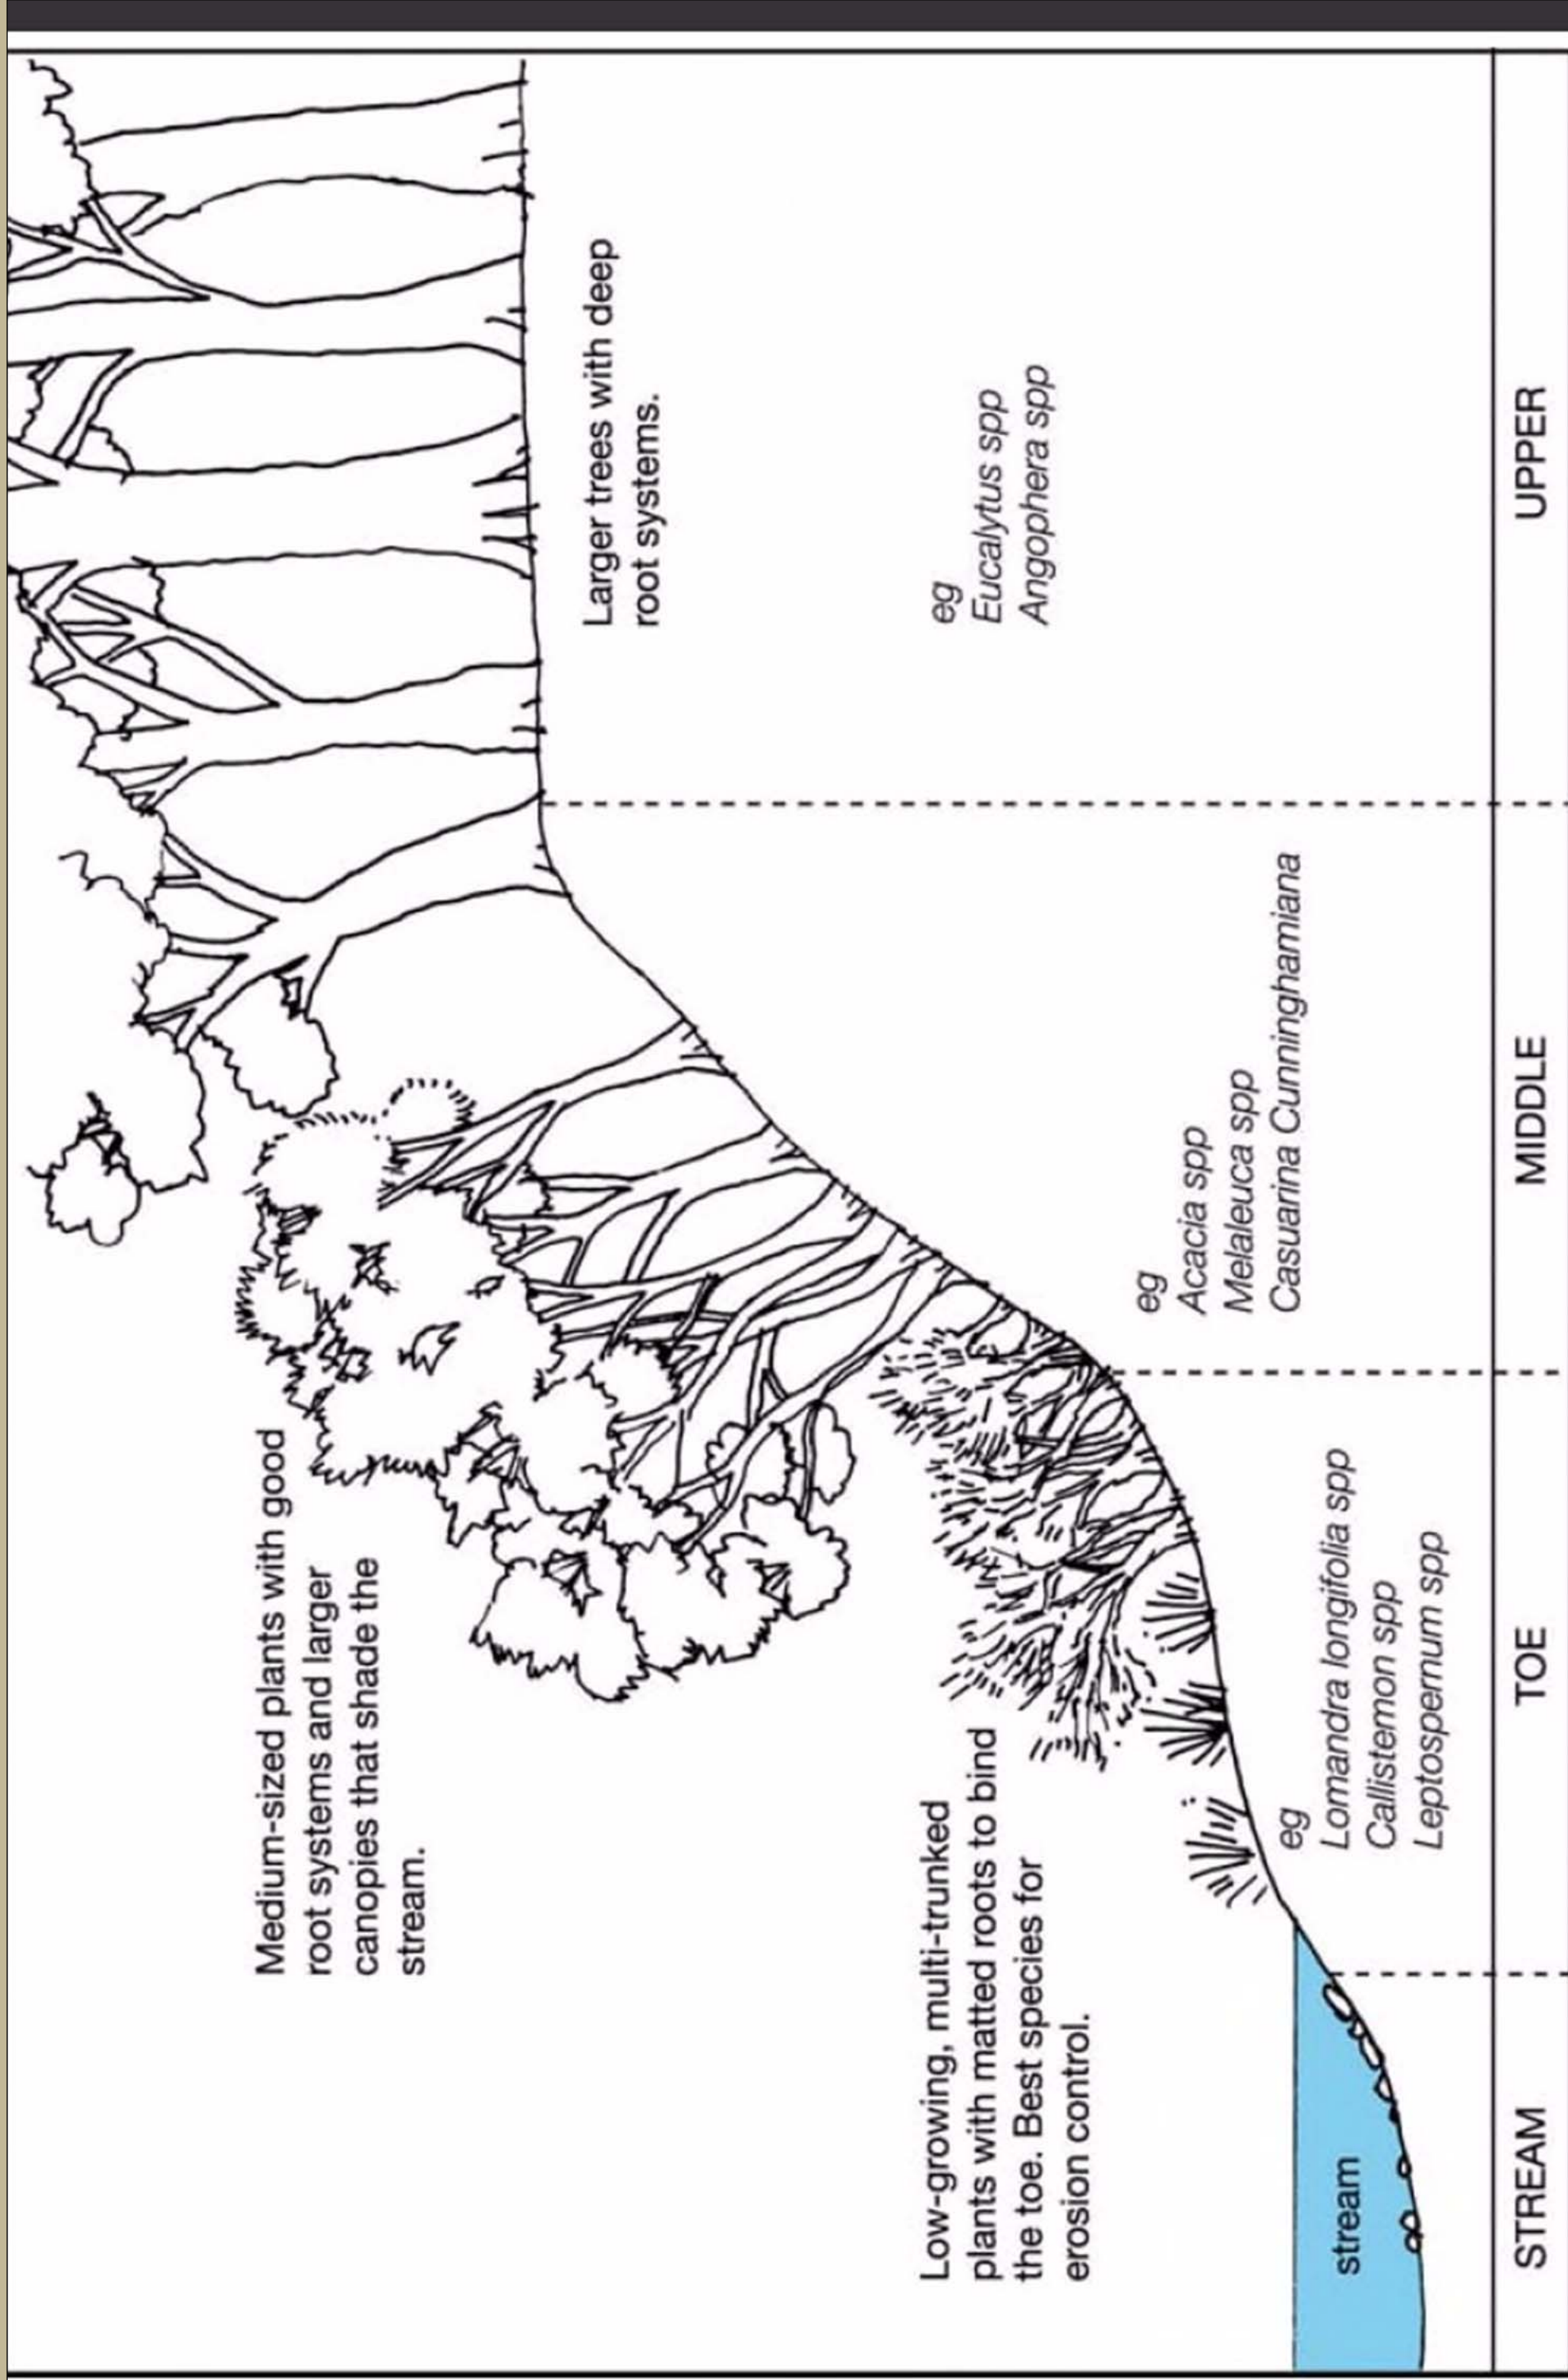 Medium-sized plants with good
root systems and larger
canopies that shade the
stream.
Low-growing, multi-trunked
plants with matted roots to bind
the toe. Best species for
erosion control.
Larger trees with deep
root systems.
eg
Eucalytus spp
Angophera spp
eg
Acacia spp
Melaleuca spp
Casuarina Cunninghamiana
eg
Lomandra longifolia spp
Callistemon spp
Leptospernum spp
stream
STREAM
TOE
MIDDLE
UPPER